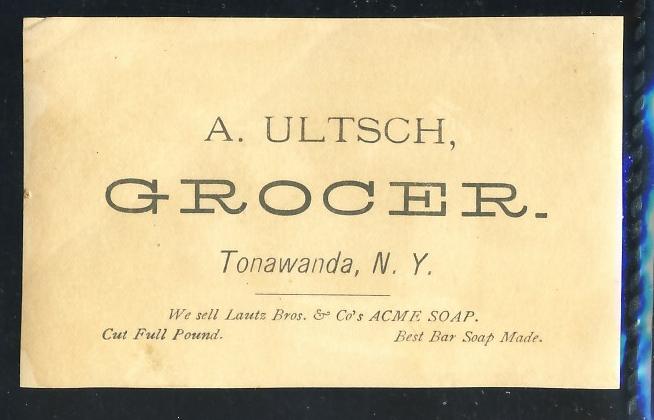 A. ULTSCH,
GROCER.
Tonawanda, N. Y.
We sell Lautz Bros. & Co's ACME SOAP.
Cut Full Pound. Best Bar Soap Made.